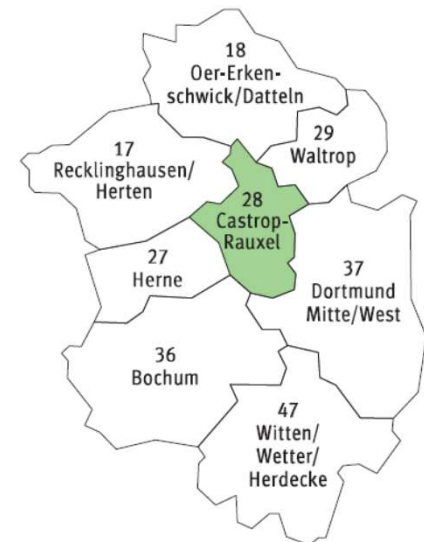 18
Oer-Erken-
schwick/Datteln
29
Waltrop
17
Recklinghausen/
Herten
28
Castrop-
Rauxel
27
Herne
37
Dortmund
Mitte/West
36
Bochum
47
Witten/
Wetter/
Herdecke